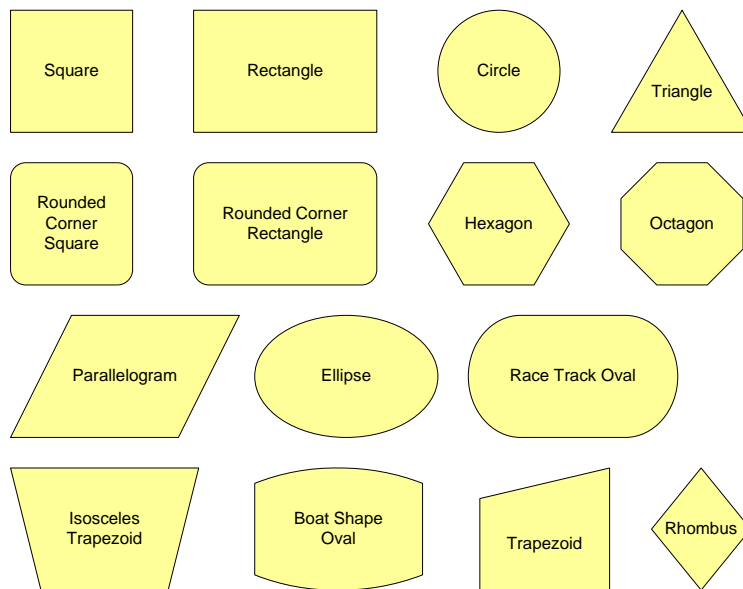 Square
Rectangle
Circle
Triangle
Rounded
Corner
Square
Rounded Corner
Rectangle
Hexagon
Octagon
Parallelogram
Ellipse
Race Track Oval
Isosceles
Trapezoid
Boat Shape
Oval
Trapezoid
Rhombus